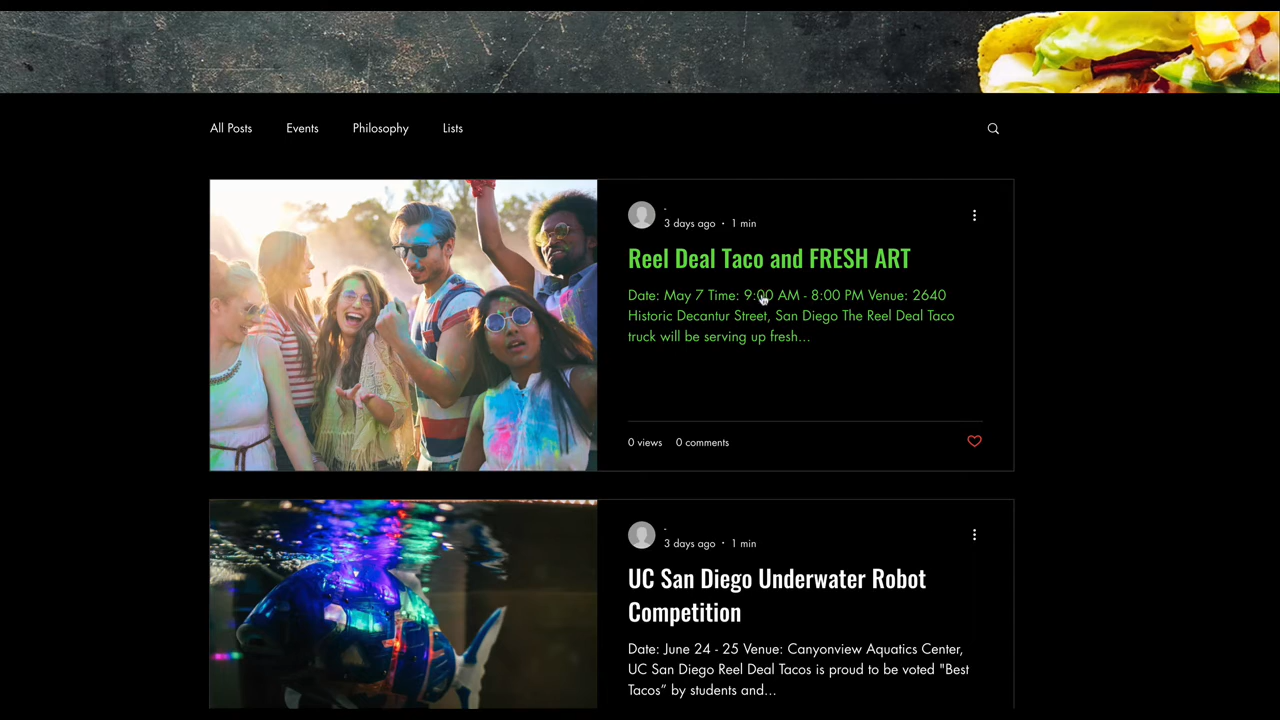 All Posts Events Philosophy Lists
-
3 days ago · 1 min
Reel Deal Taco and FRESH ART
Date: May 7 Time: 9:00 AM - 8:00 PM Venue: 2640
Historic Decantur Street, San Diego The Reel Deal Taco
truck will be serving up fresh...
0 views 0 comments
-
3 days ago · 1 min
UC San Diego Underwater Robot
Competition
Date: June 24 - 25 Venue: Canyonview Aquatics Center,
UC San Diego Reel Deal Tacos is proud to be voted "Best
Tacos” by students and...